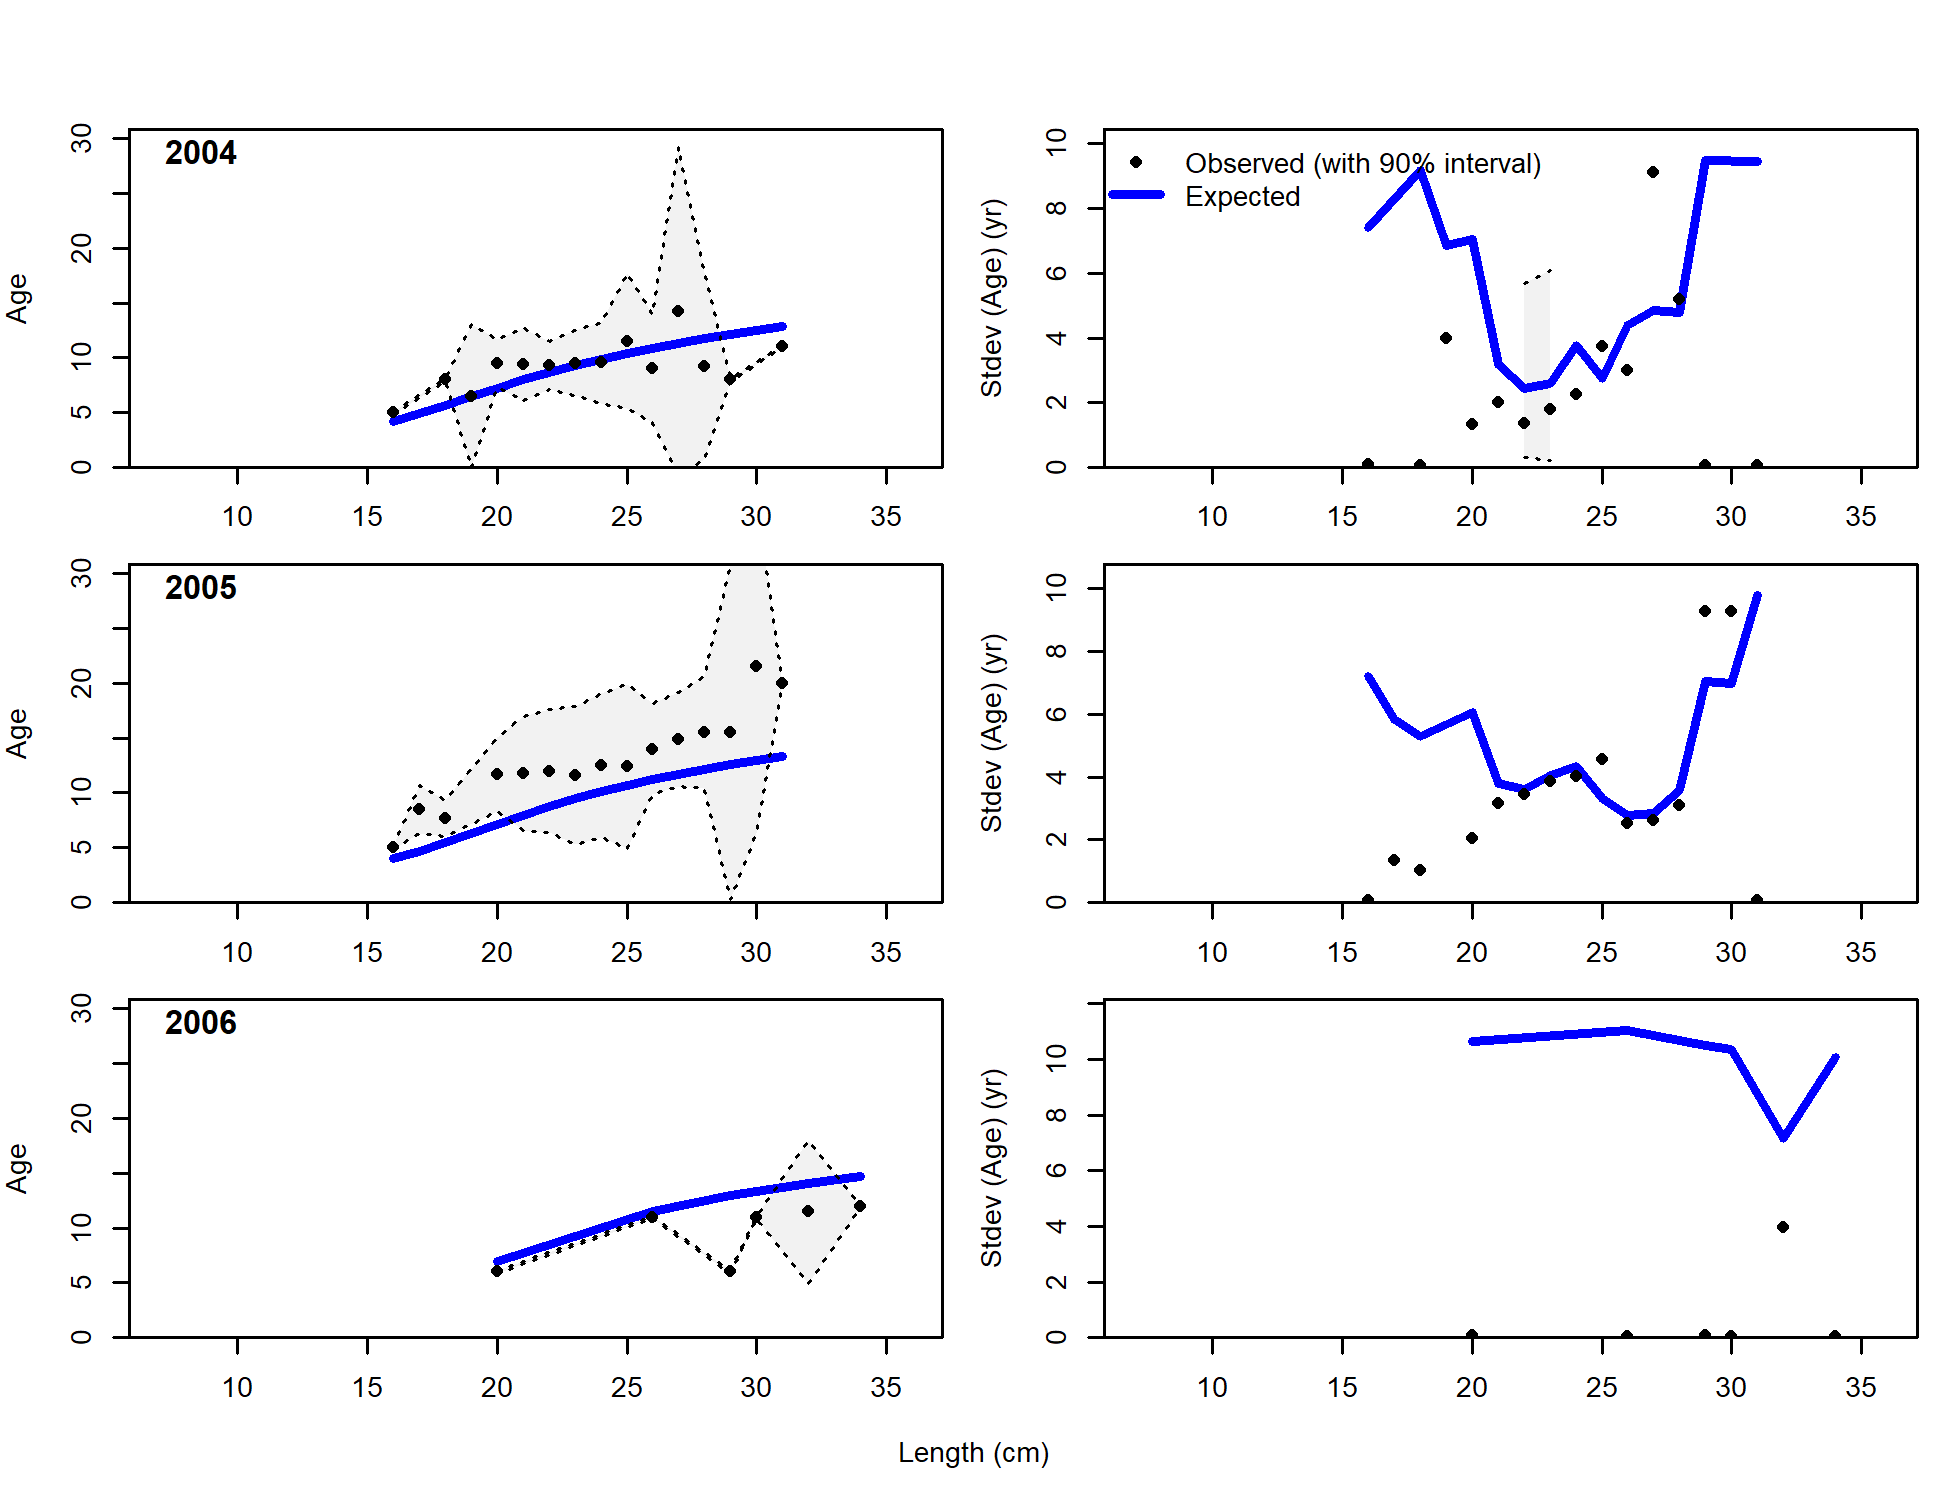 2004
Age
0 5 10 20 30
10 15 20 25 30 35
Observed (with 90% interval)
Expected
Stdev (Age) (yr)
0 2 4 6 8 10
10 15 20 25 30 35
2005
Age
0 5 10 20 30
10 15 20 25 30 35
Stdev (Age) (yr)
0 2 4 6 8 10
10 15 20 25 30 35
2006
Age
0 5 10 20 30
10 15 20 25 30 35
Stdev (Age) (yr)
0 2 4 6 8 10
10 15 20 25 30 35
Length (cm)